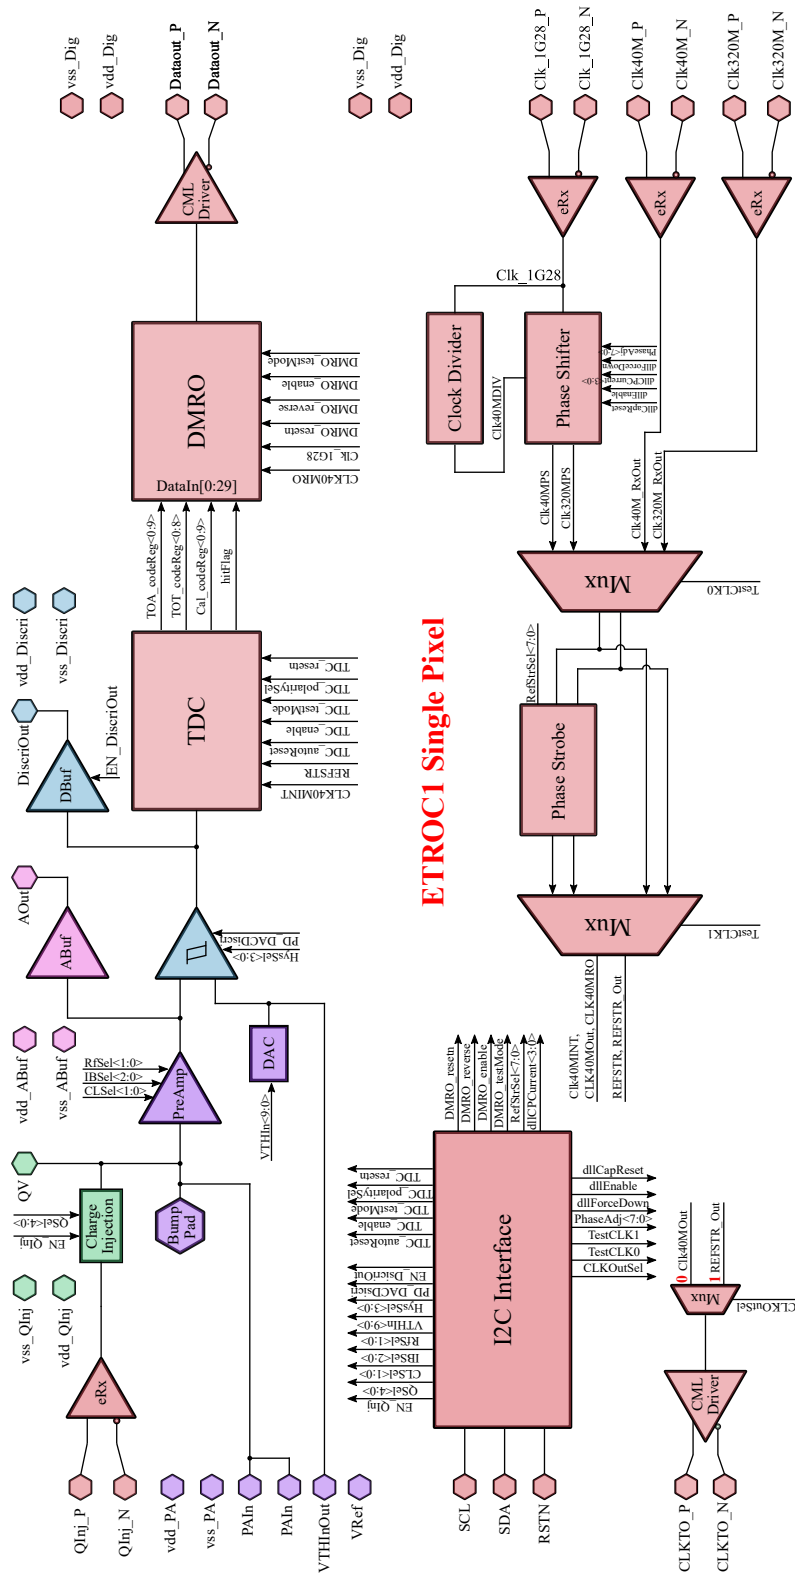 vss_Dig
vdd_Dig
Dataout_P
Dataout_N
vss_Dig
vdd_Dig
Clk_1G28_P
Clk_1G28_N
Clk40M_P
Clk40M_N
Clk320M_P
Clk320M_N
CML
Driver
eRx
eRx
eRx
Clk_1G28
DMRO
DataIn[0:29]
DMRO_testMode
DMRO_enable
DMRO_reverse
DMRO_resetn
Clk_1G28
CLK40MRO
Clock Divider
Clk40MDIV
Phase Shifter
PhaseAdj<7:0>
dllForceDown
dllCPCurrent<3:0>
dllEnable
dllCapReset
Clk40MPS
Clk320MPS
Clk40M_RxOut
Clk320M_RxOut
TOA_codeReg<0:9>
TOT_codeReg<0:8>
Cal_codeReg<0:9>
hitFlag
Mux
TestCLK0
vdd_Discri
vss_Discri
TDC
TDC_resetn
TDC_polaritySel
TDC_testMode
TDC_enable
TDC_autoReset
REFSTR
CLK40MINT
DiscriOut
DBuf
EN_DiscriOut
RefStrSel<7:0>
Phase Strobe
ETROC1 Single Pixel
AOut
ABuf
PD_DACDiscri
HysSel<3:0>
Mux
TestCLK1
vdd_ABuf
vss_ABuf
RfSel<1:0>
IBSel<2:0>
CLSel<1:0>
PreAmp
DAC
VTHIn<9:0>
Clk40MINT,
CLK40MOut, CLK40MRO
REFSTR, REFSTR_Out
DMRO_resetn
DMRO_reverse
DMRO_enable
DMRO_testMode
RefStrSel<7:0>
dllCPCurrent<3:0>
QV
QSel<4:0>
EN_QInj
Charge
Injection
Bump
Pad
vss_QInj
vdd_QInj
I2C Interface
TDC_resetn
TDC_polaritySel
TDC_testMode
TDC_enable
TDC_autoReset
EN_DsicriOut
PD_DACDsicri
HysSel<3:0>
VTHIn<9:0>
RfSel<1:0>
IBSel<2:0>
CLSel<1:0>
QSel<4:0>
EN_QInj
dllCapReset
dllEnable
dllForceDown
PhaseAdj<7:0>
TestCLK1
TestCLK0
CLKOutSel
0 Clk40MOut
1 REFSTR_Out
Mux
CLKOutSel
CML
Driver
eRx
QInj_P
QInj_N
vdd_PA
vss_PA
PAIn
PAIn
VTHInOut
VRef
SCL
SDA
RSTN
CLKTO_P
CLKTO_N